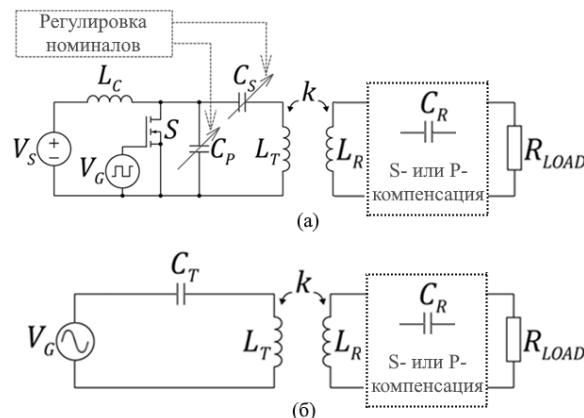 Регулировка
номиналов
C_S
L_C
k
V_S
S
V_G
C_P
L_T
L_R
C_R
S- или P-
компенсация
R_LOAD
(а)
C_T
k
V_G
L_T
L_R
C_R
S- или P-
компенсация
R_LOAD
(б)